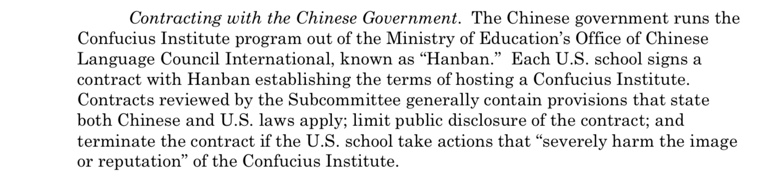 Contracting with the Chinese Government. The Chinese government runs the
Confucius Institute program out of the Ministry of Education's Office of Chinese
Language Council International, known as “Hanban.” Each U.S. school signs a
contract with Hanban establishing the terms of hosting a Confucius Institute.
Contracts reviewed by the Subcommittee generally contain provisions that state
both Chinese and U.S. laws apply; limit public disclosure of the contract; and
terminate the contract if the U.S. school take actions that “severely harm the image
or reputation” of the Confucius Institute.